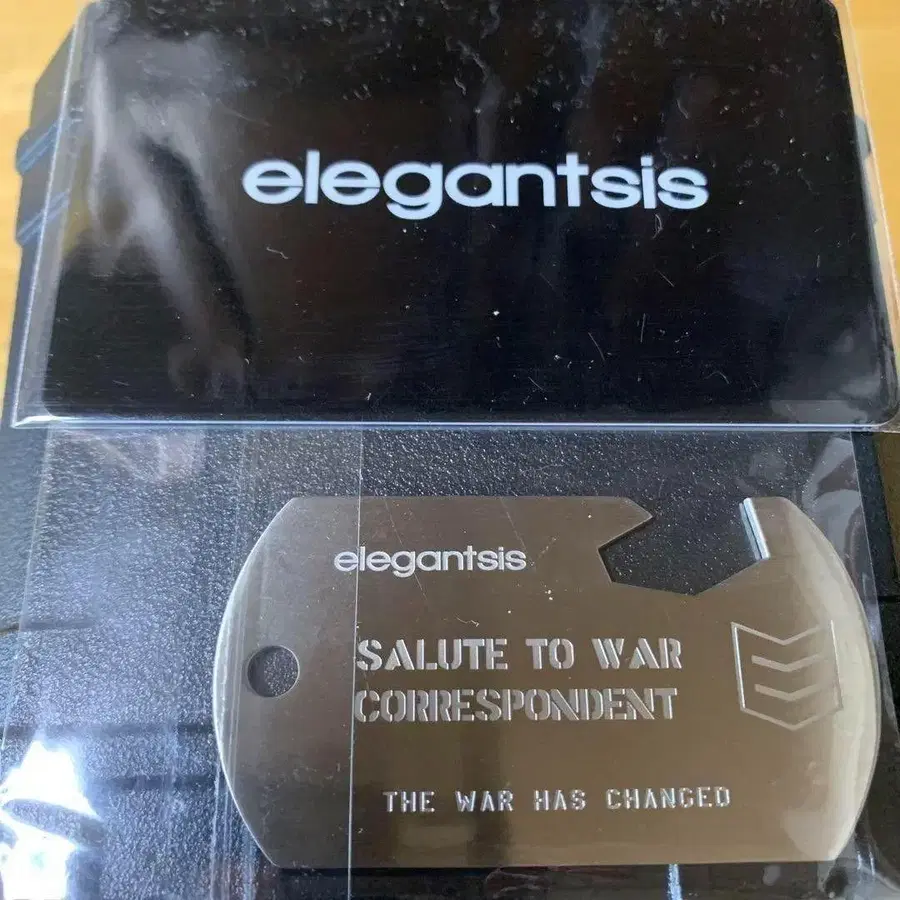 elegantsis
elegantsis
SALUTE TO WAR
CORRESPONDENT
THE WAR HAS CHANGED